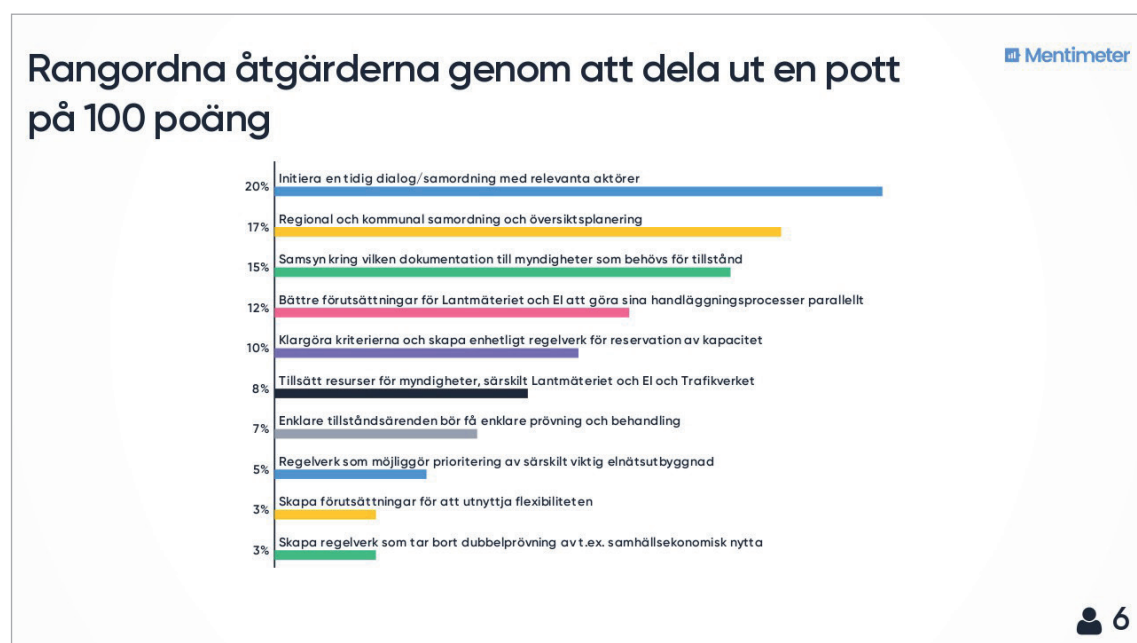 Rangordna åtgärderna genom att dela ut en pott
på 100 poäng
Mentimeter
Initiera en tidig dialog/samordning med relevanta aktörer
20%
Regional och kommunal samordning och översiktsplanering
17%
Samsyn kring vilken dokumentation till myndigheter som behövs för tillstånd
15%
Bättre förutsättningar för Lantmäteriet och EI att göra sina handläggningsprocesser parallellt
12%
Klargöra kriterierna och skapa enhetligt regelverk för reservation av kapacitet
10%
Tillsätt resurser för myndigheter, särskilt Lantmäteriet och EI och Trafikverket
8%
Enklare tillståndsärenden bör få enklare prövning och behandling
7%
Regelverk som möjliggör prioritering av särskilt viktig elnätsutbyggnad
5%
Skapa förutsättningar för att utnyttja flexibiliteten
3%
Skapa regelverk som tar bort dubbelprövning av t.ex. samhällsekonomisk nytta
3%
6